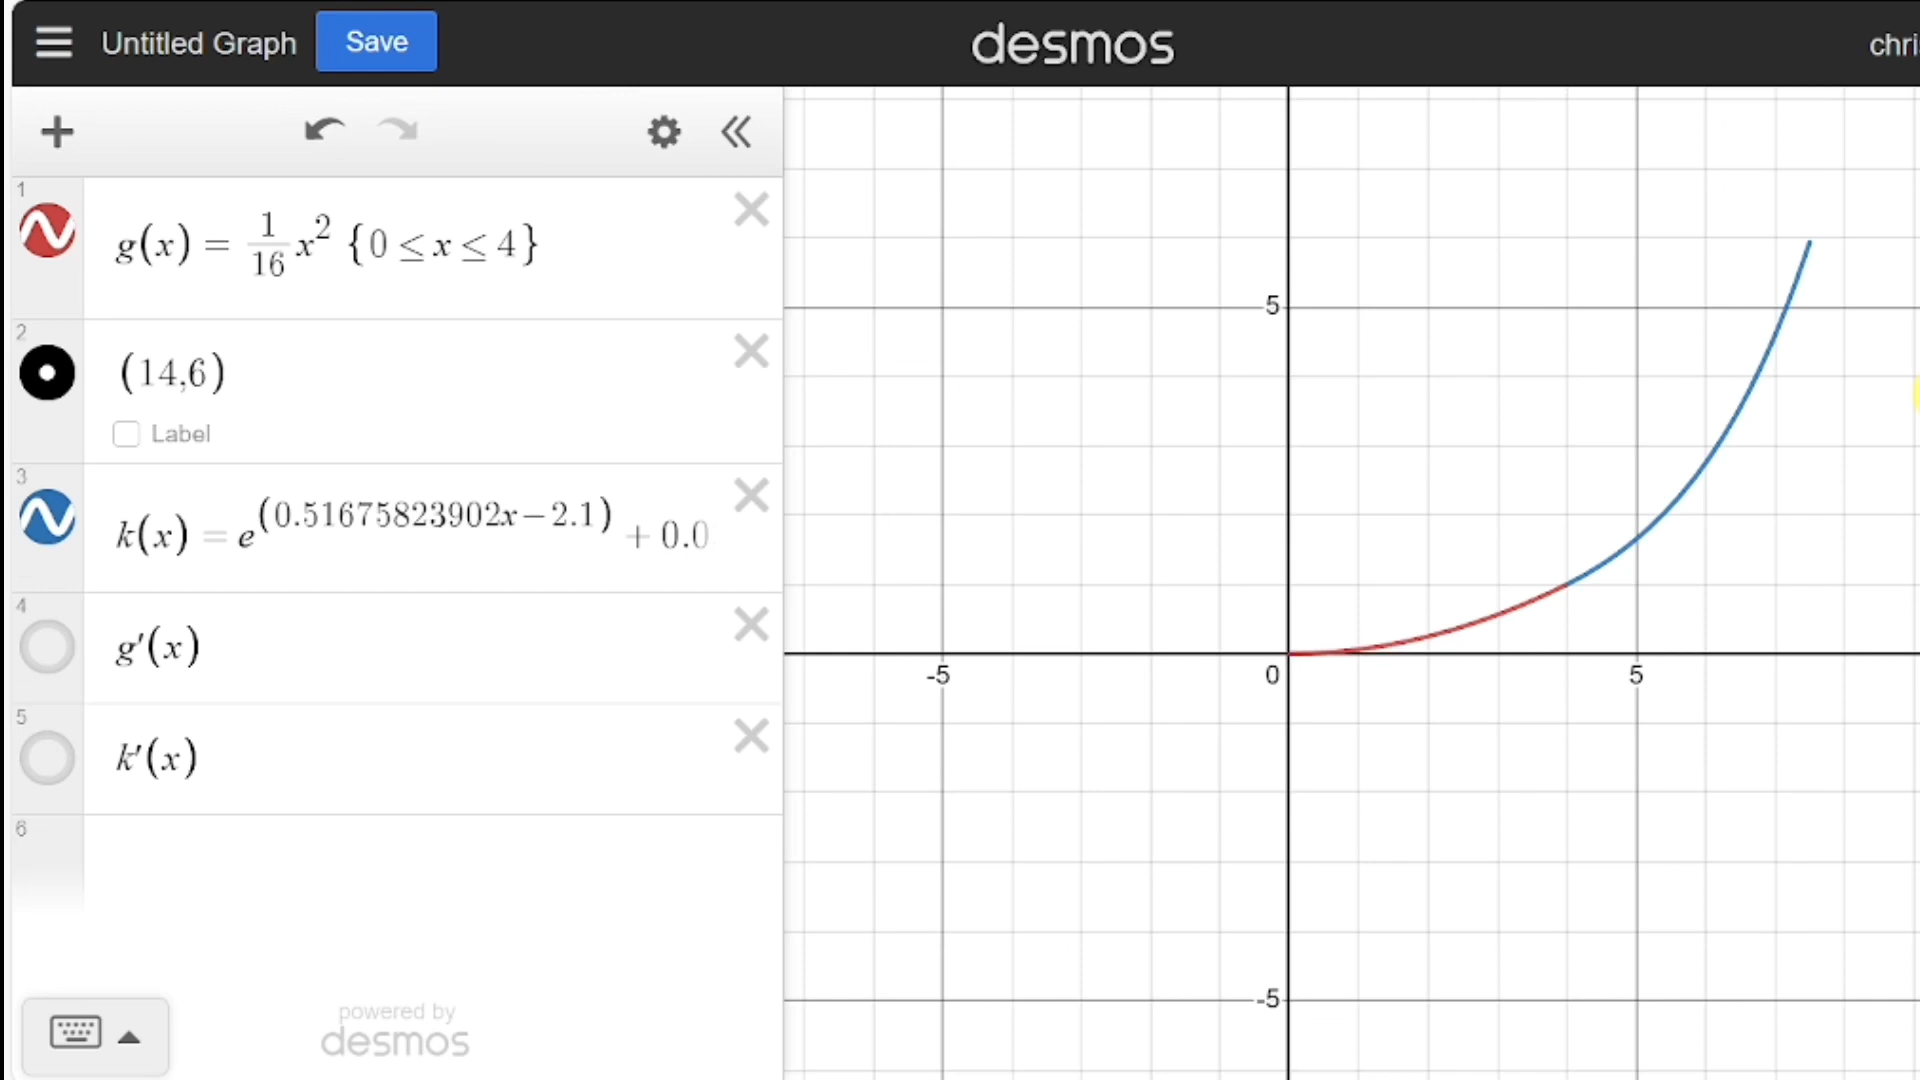 Untitled Graph Save desmos chri
1
g(x) = 1/16 x² {0 ≤ x ≤ 4}
2
(14,6)
Label
3
k(x) = e^(0.51675823902x−2.1) + 0.0
4
g′(x)
5
k′(x)
6
powered by
desmos
5
-5 0 5
-5